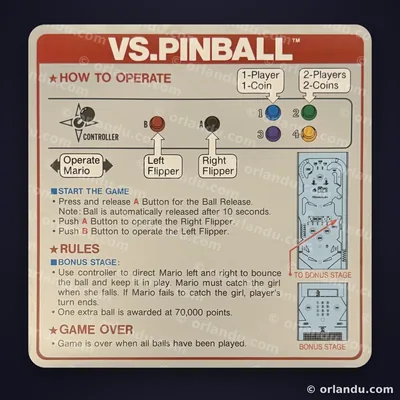 VS.PINBALL™
★HOW TO OPERATE
1-Player
1-Coin
2-Players
2-Coins
1 2
3 4
CONTROLLER
B A
Operate
Mario
Left
Flipper
Right
Flipper
■START THE GAME
• Press and release A Button for the Ball Release.
Note: Ball is automatically released after 10 seconds.
• Push A Button to operate the Right Flipper.
• Push B Button to operate the Left Flipper.
★RULES
■BONUS STAGE:
• Use controller to direct Mario left and right to bounce
the ball and keep it in play. Mario must catch the girl
when she falls. If Mario fails to catch the girl, player's
turn ends.
• One extra ball is awarded at 70,000 points.
★GAME OVER
• Game is over when all balls have been played.
TO BONUS STAGE
BONUS STAGE
© orlandu.com